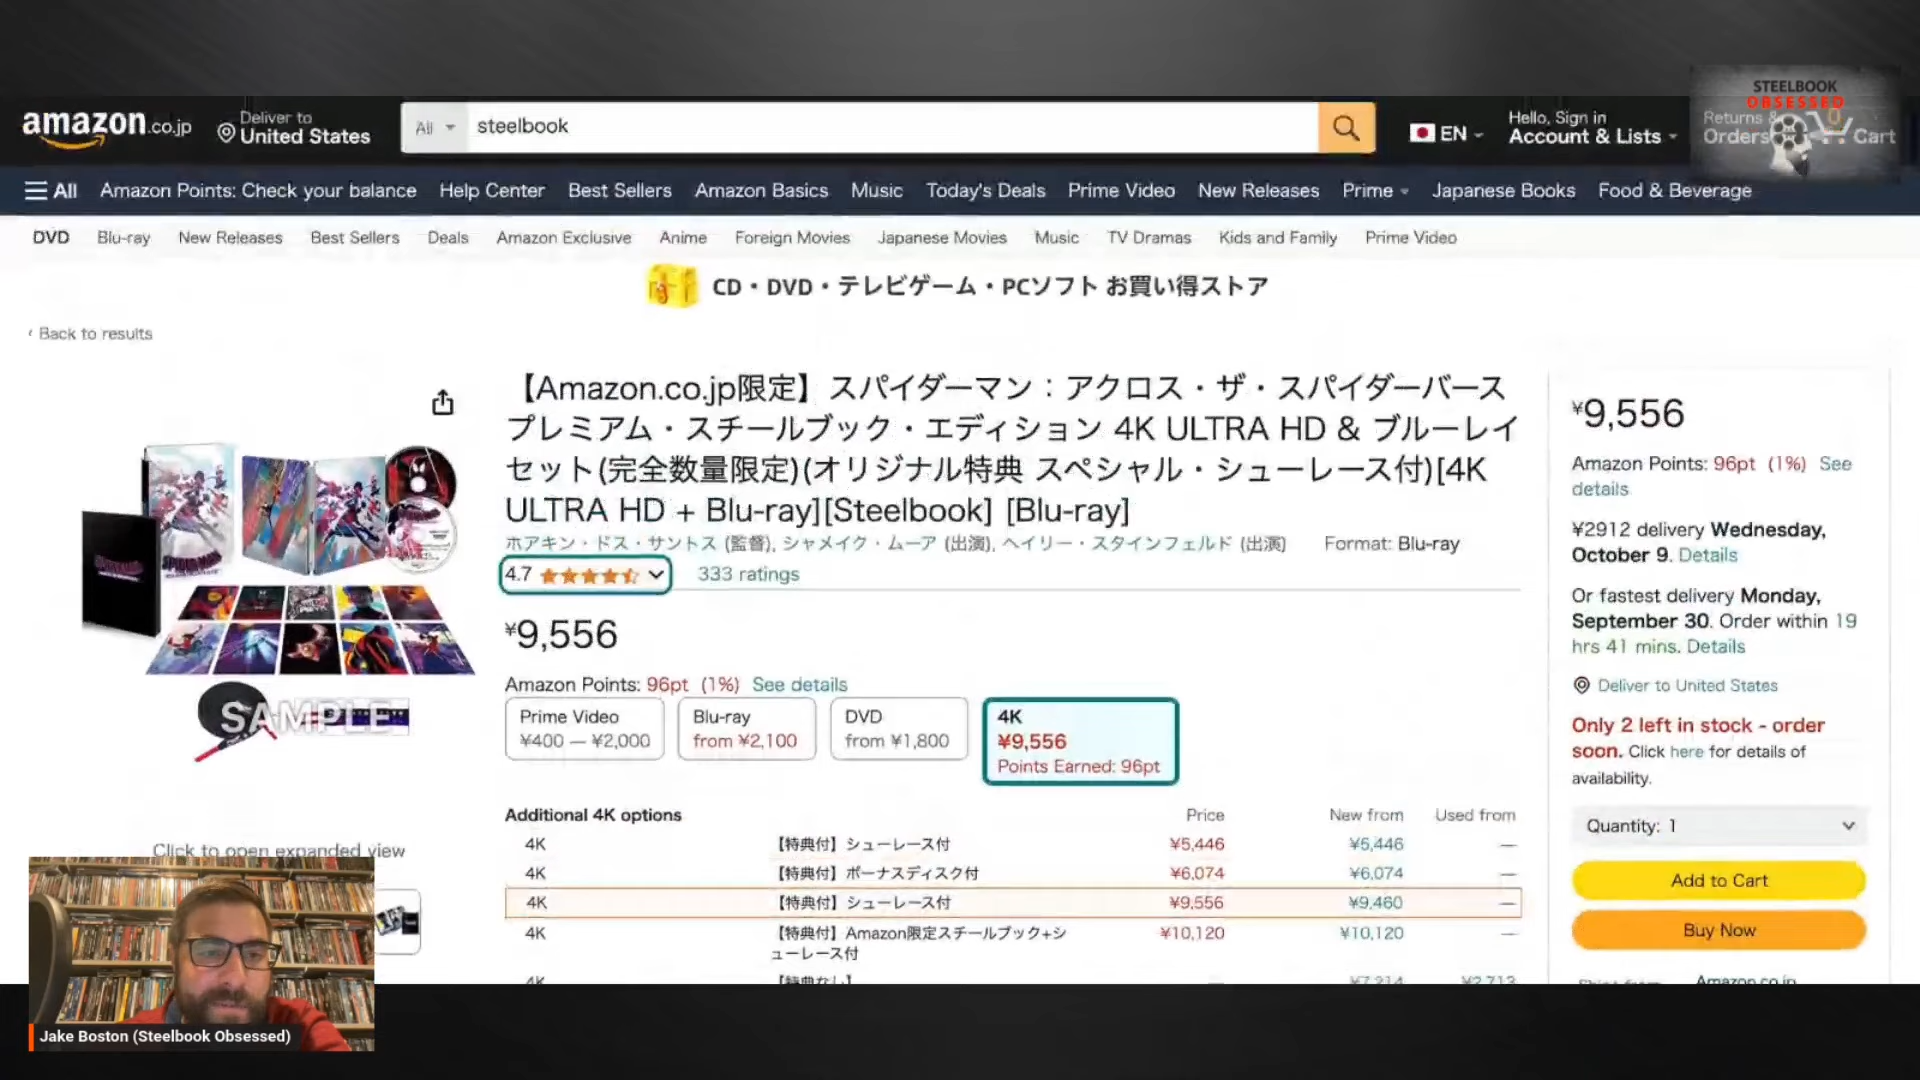 STEELBOOK
OBSESSED
amazon.co.jp
Deliver to
United States
All
steelbook
EN
Hello, Sign in
Account & Lists
Returns &
Orders
0
Cart
All
Amazon Points: Check your balance
Help Center
Best Sellers
Amazon Basics
Music
Today's Deals
Prime Video
New Releases
Prime
Japanese Books
Food & Beverage
DVD
Blu-ray
New Releases
Best Sellers
Deals
Amazon Exclusive
Anime
Foreign Movies
Japanese Movies
Music
TV Dramas
Kids and Family
Prime Video
CD・DVD・テレビゲーム・PCソフト お買い得ストア
‹ Back to results
【Amazon.co.jp限定】スパイダーマン：アクロス・ザ・スパイダーバース
プレミアム・スチールブック・エディション 4K ULTRA HD & ブルーレイ
セット(完全数量限定)(オリジナル特典 スペシャル・シューレース付)[4K
ULTRA HD + Blu-ray][Steelbook] [Blu-ray]
ホアキン・ドス・サントス (監督), シャメイク・ムーア (出演), ヘイリー・スタインフェルド (出演)
Format: Blu-ray
4.7
333 ratings
¥9,556
Amazon Points: 96pt (1%) See details
Prime Video
¥400 — ¥2,000
Blu-ray
from ¥2,100
DVD
from ¥1,800
4K
¥9,556
Points Earned: 96pt
Additional 4K options
Price
New from
Used from
4K 【特典付】シューレース付 ¥5,446 ¥5,446 —
4K 【特典付】ボーナスディスク付 ¥6,074 ¥6,074 —
4K 【特典付】シューレース付 ¥9,556 ¥9,460 —
4K 【特典付】Amazon限定スチールブック+シ ¥10,120 ¥10,120 —
ューレース付
4K 【特典なし】 — ¥7,214 ¥2,713
SAMPLE
Click to open expanded view
¥9,556
Amazon Points: 96pt (1%) See
details
¥2912 delivery Wednesday,
October 9. Details
Or fastest delivery Monday,
September 30. Order within 19
hrs 41 mins. Details
Deliver to United States
Only 2 left in stock - order
soon. Click here for details of
availability.
Quantity: 1
Add to Cart
Buy Now
Ships from Amazon.co.jp
Jake Boston (Steelbook Obsessed)